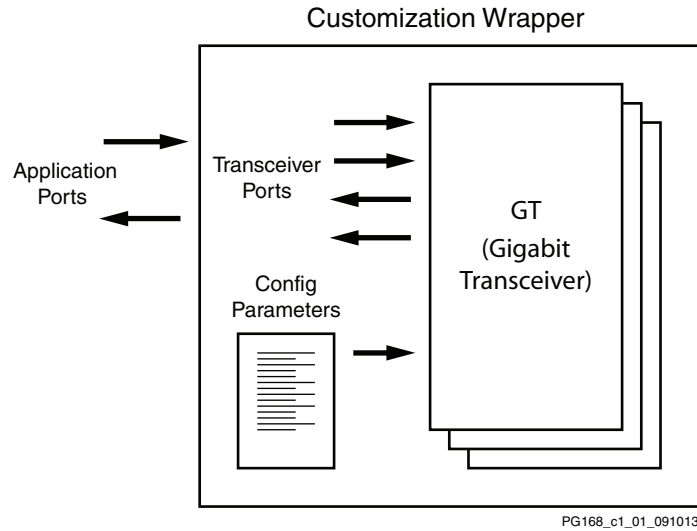 Customization Wrapper
Application
Ports
Transceiver
Ports
GT
(Gigabit
Transceiver)
Config
Parameters
PG168_c1_01_091013